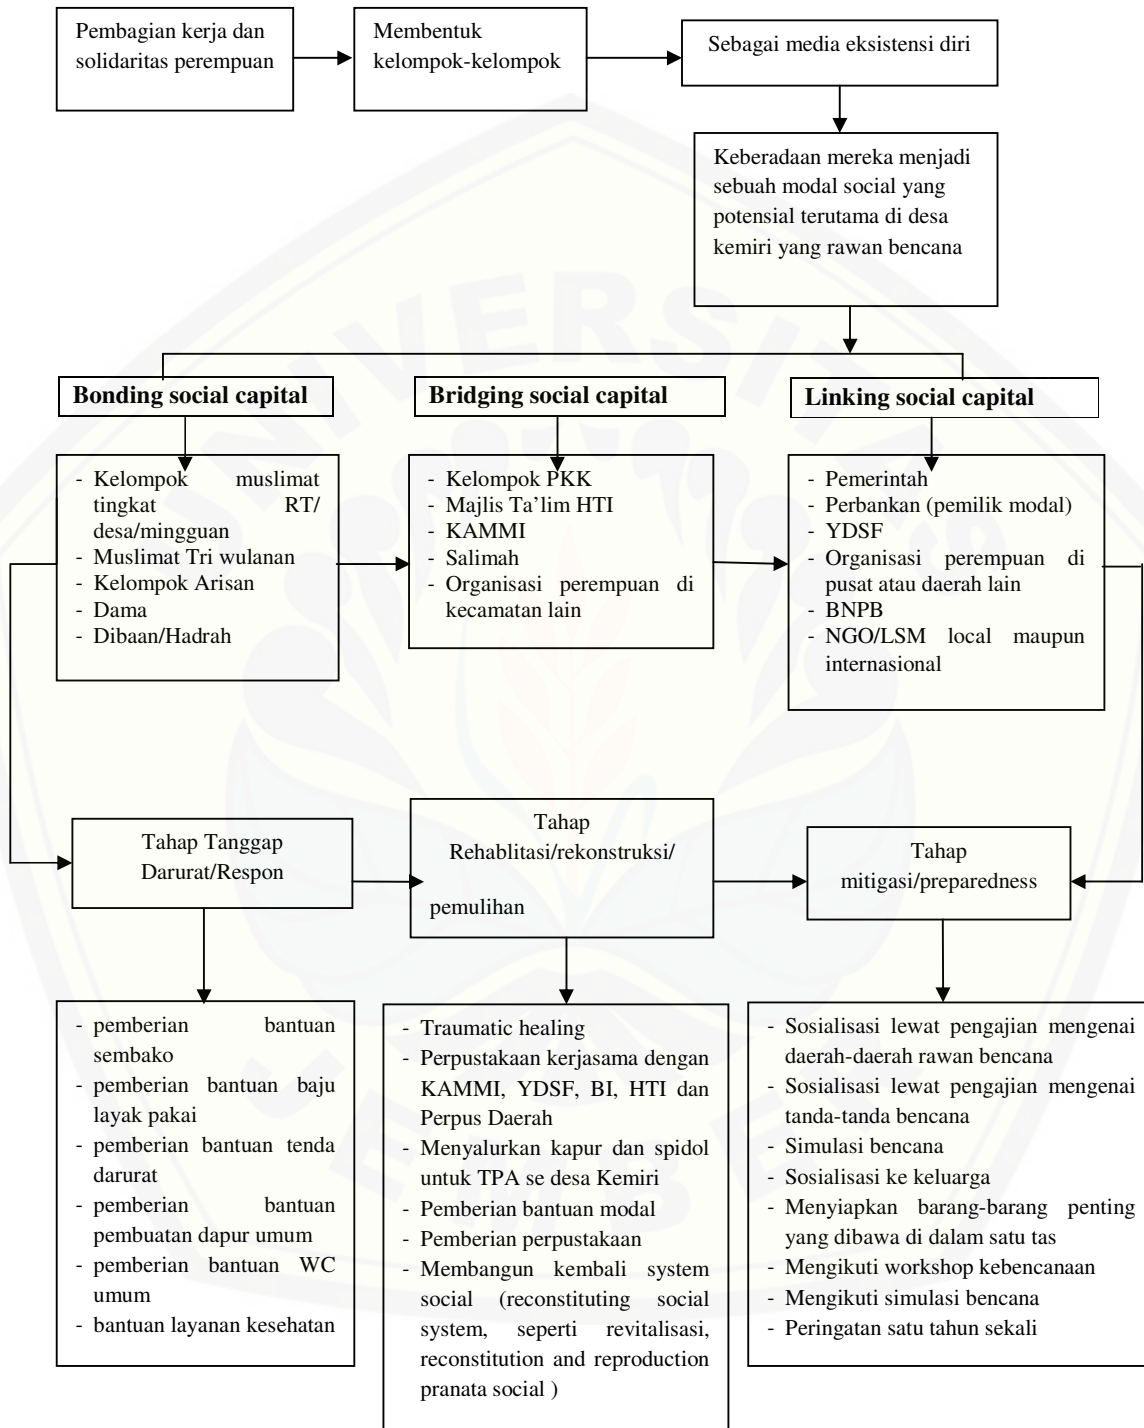 Pembagian kerja dan
solidaritas perempuan
Membentuk
kelompok-kelompok
Sebagai media eksistensi diri
Keberadaan mereka menjadi
sebuah modal social yang
potensial terutama di desa
kemiri yang rawan bencana
Bonding social capital
Bridging social capital
Linking social capital
- Kelompok muslimat
tingkat RT/
desa/mingguan
- Muslimat Tri wulanan
- Kelompok Arisan
- Dama
- Dibaan/Hadrah
- Kelompok PKK
- Majlis Ta’lim HTI
- KAMMI
- Salimah
- Organisasi perempuan di
kecamatan lain
- Pemerintah
- Perbankan (pemilik modal)
- YDSF
- Organisasi perempuan di
pusat atau daerah lain
- BNPB
- NGO/LSM local maupun
internasional
Tahap Tanggap
Darurat/Respon
Tahap
Rehablitasi/rekonstruksi/
pemulihan
Tahap
mitigasi/preparedness
- pemberian bantuan
sembako
- pemberian bantuan baju
layak pakai
- pemberian bantuan tenda
darurat
- pemberian bantuan
pembuatan dapur umum
- pemberian bantuan WC
umum
- bantuan layanan kesehatan
- Traumatic healing
- Perpustakaan kerjasama dengan
KAMMI, YDSF, BI, HTI dan
Perpus Daerah
- Menyalurkan kapur dan spidol
untuk TPA se desa Kemiri
- Pemberian bantuan modal
- Pemberian perpustakaan
- Membangun kembali system
social (reconstituting social
system, seperti revitalisasi,
reconstitution and reproduction
pranata social )
- Sosialisasi lewat pengajian mengenai
daerah-daerah rawan bencana
- Sosialisasi lewat pengajian mengenai
tanda-tanda bencana
- Simulasi bencana
- Sosialisasi ke keluarga
- Menyiapkan barang-barang penting
yang dibawa di dalam satu tas
- Mengikuti workshop kebencanaan
- Mengikuti simulasi bencana
- Peringatan satu tahun sekali
UNIVERSITAS
JEMBER